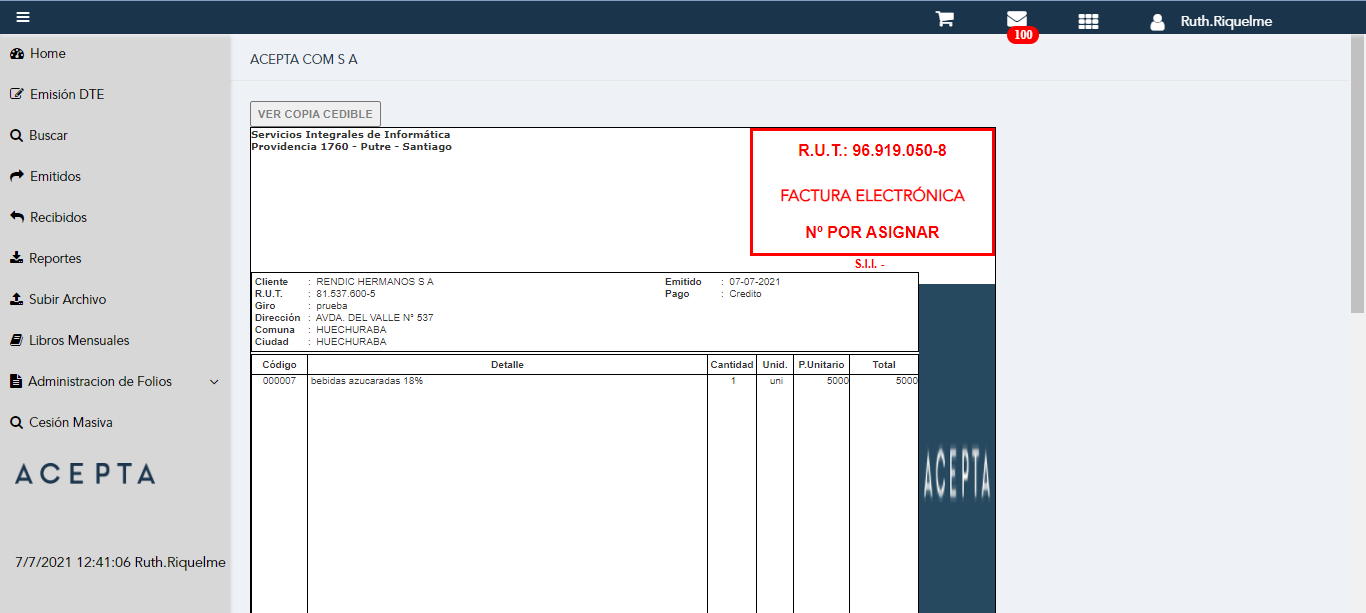 Ruth.Riquelme
100
Home
Emisión DTE
Buscar
Emitidos
Recibidos
Reportes
Subir Archivo
Libros Mensuales
Administracion de Folios
Cesión Masiva
ACEPTA
7/7/2021 12:41:06 Ruth.Riquelme
ACEPTA COM S A
VER COPIA CEDIBLE
Servicios Integrales de Informática
Providencia 1760 - Putre - Santiago
R.U.T.: 96.919.050-8
FACTURA ELECTRÓNICA
Nº POR ASIGNAR
S.I.I. -
Cliente : RENDIC HERMANOS S A Emitido : 07-07-2021
R.U.T. : 81.537.600-5 Pago : Credito
Giro : prueba
Dirección : AVDA. DEL VALLE N° 537
Comuna : HUECHURABA
Ciudad : HUECHURABA
Código Detalle Cantidad Unid. P.Unitario Total
000007 bebidas azucaradas 18% 1 uni 5000 5000
ACEPTA